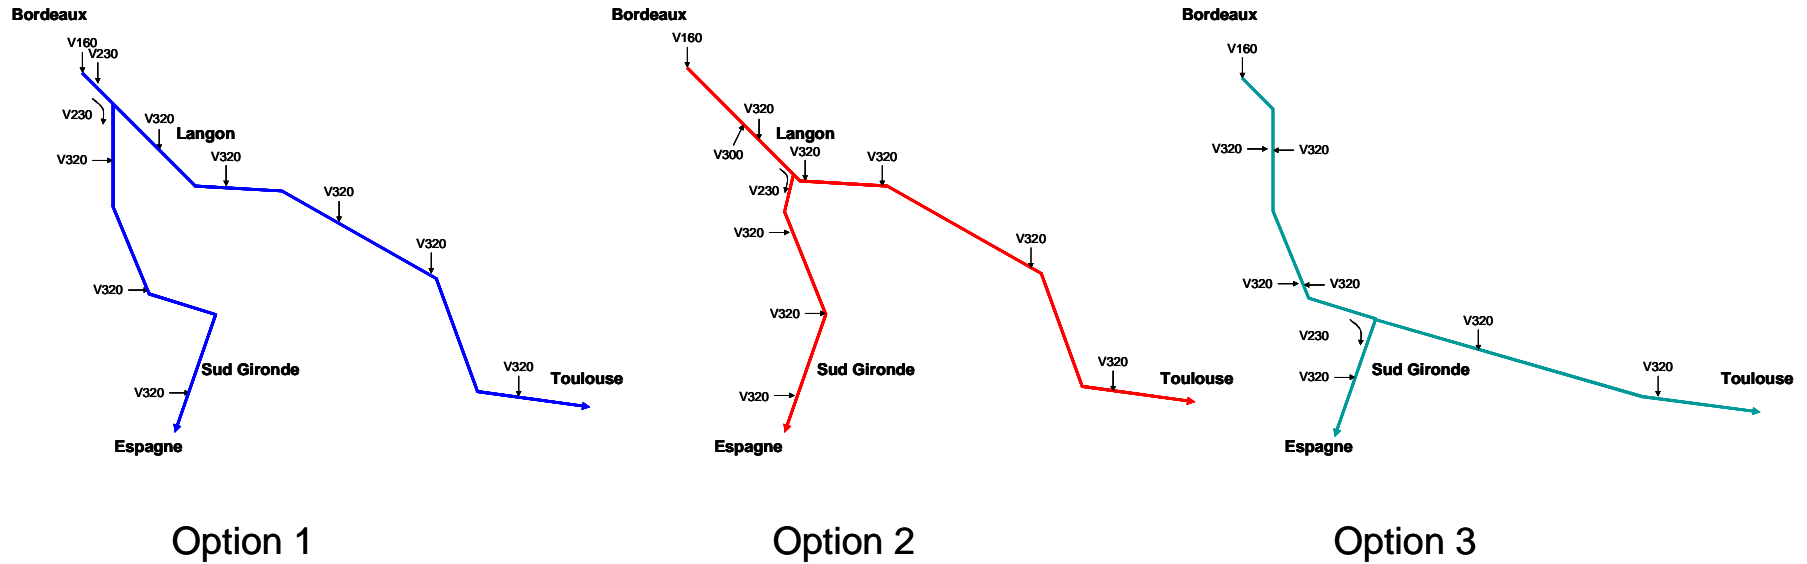 Bordeaux
V160
V230
V230
V320
Langon
V320
V320
V320
V320
V320
V320
Sud Gironde
Toulouse
V320
Espagne
Option 1
Bordeaux
V160
V320
Langon
V300
V320
V320
V230
V320
V320
V320
Sud Gironde
V320
Toulouse
V320
Espagne
Option 2
Bordeaux
V160
V320
V320
V320
V320
V230
V320
Sud Gironde
V320
V320
Toulouse
Espagne
Option 3